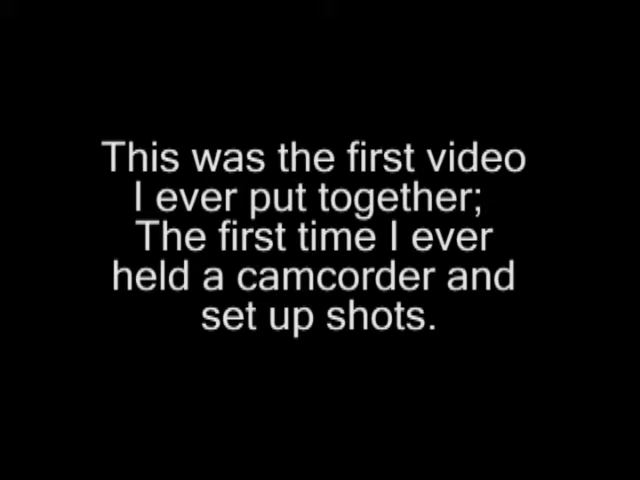 This was the first video
I ever put together;
The first time I ever
held a camcorder and
set up shots.